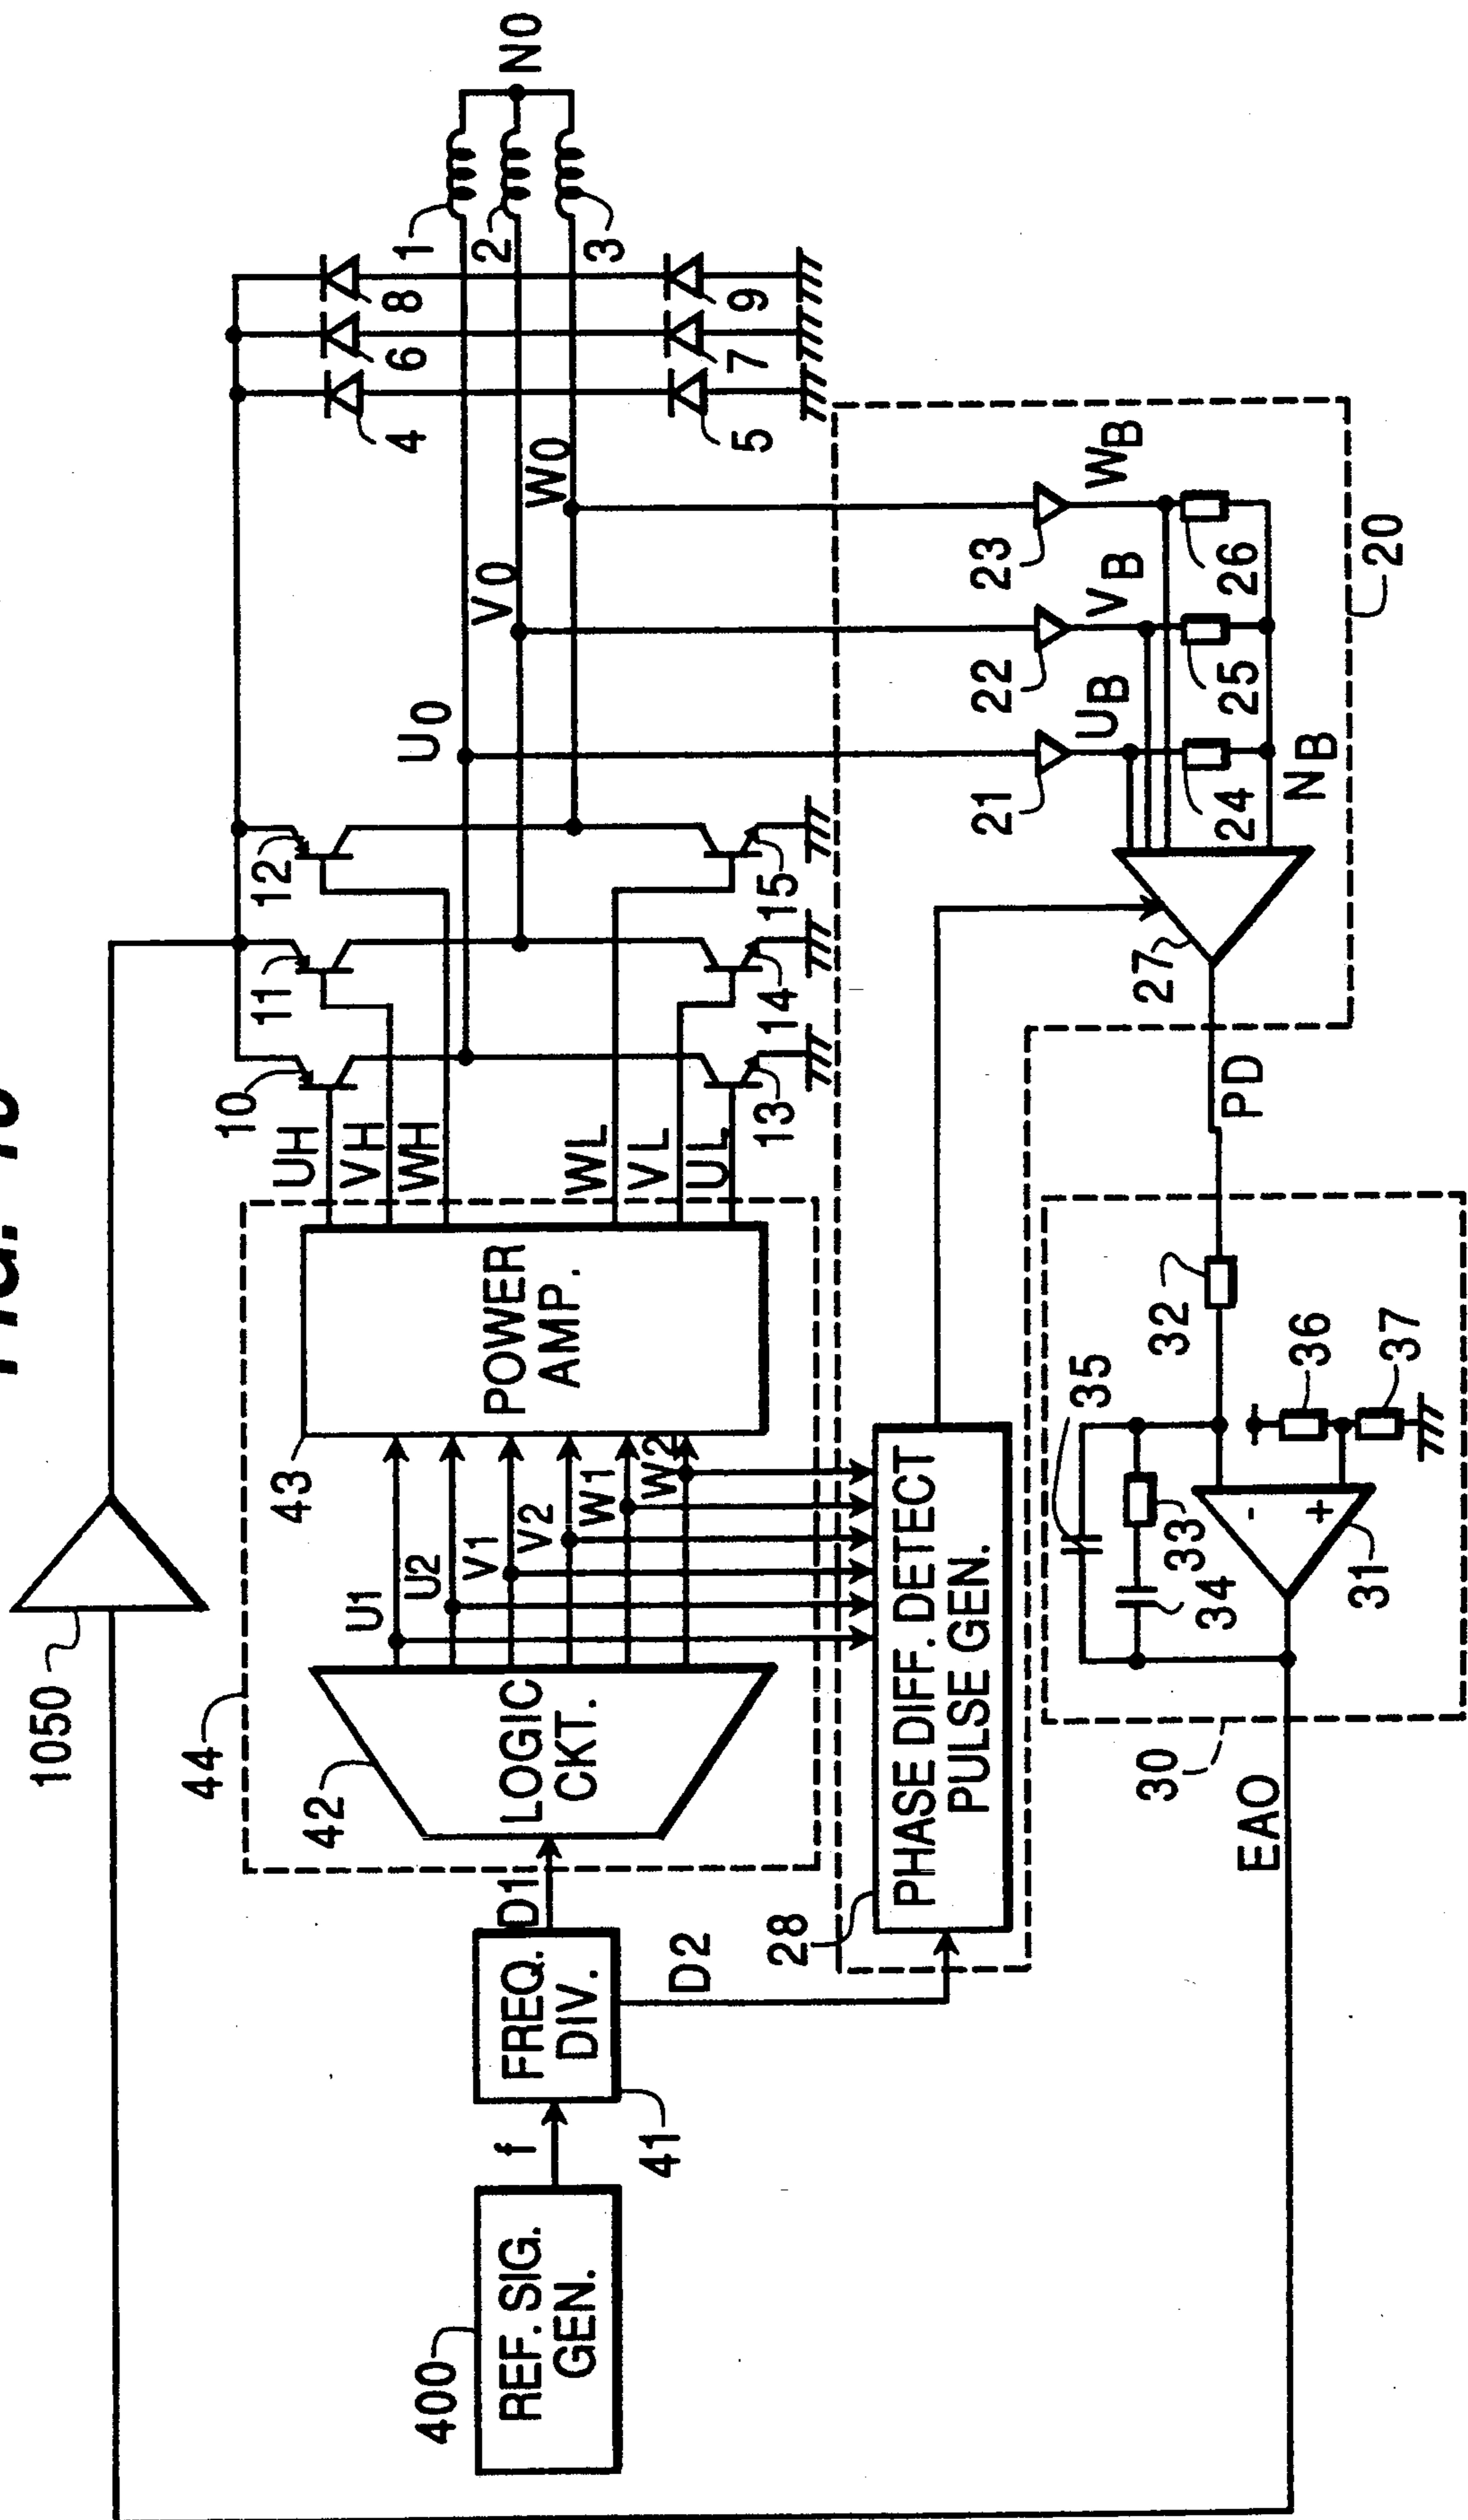 1050
44
43
42
LOGIC
CKT.
POWER
AMP.
U1
U2
V1
V2
W1
W2
UH
VH
WH
WL
VL
UL
10
11
12
13
14
15
U0
V0
W0
4
6
8
5
7
9
1
2
3
N0
400
REF. SIG.
GEN.
f
41
FREQ.
DIV.
D1
D2
28
PHASE DIFF. DETECT
PULSE GEN.
21
22
23
UB
VB
WB
24
25
26
NB
27
20
PD
30
31
32
33
34
35
36
37
-
+
EAO